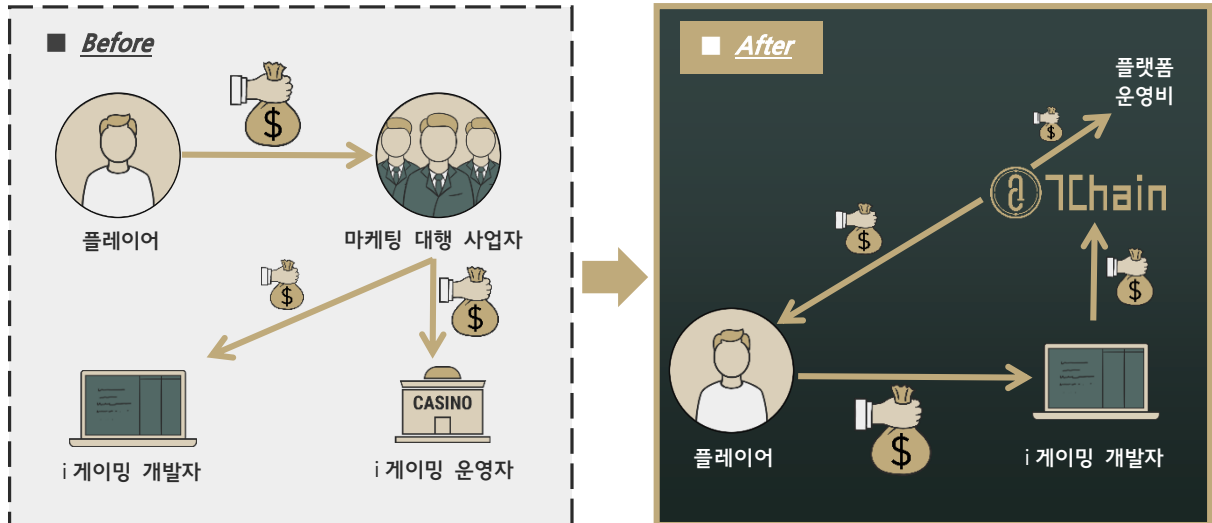 Before
$
플레이어
마케팅 대행 사업자
$
$
CASINO
i 게이밍 개발자
i 게이밍 운영자
After
플랫폼
운영비
$
7Chain
$
$
$
플레이어
i 게이밍 개발자